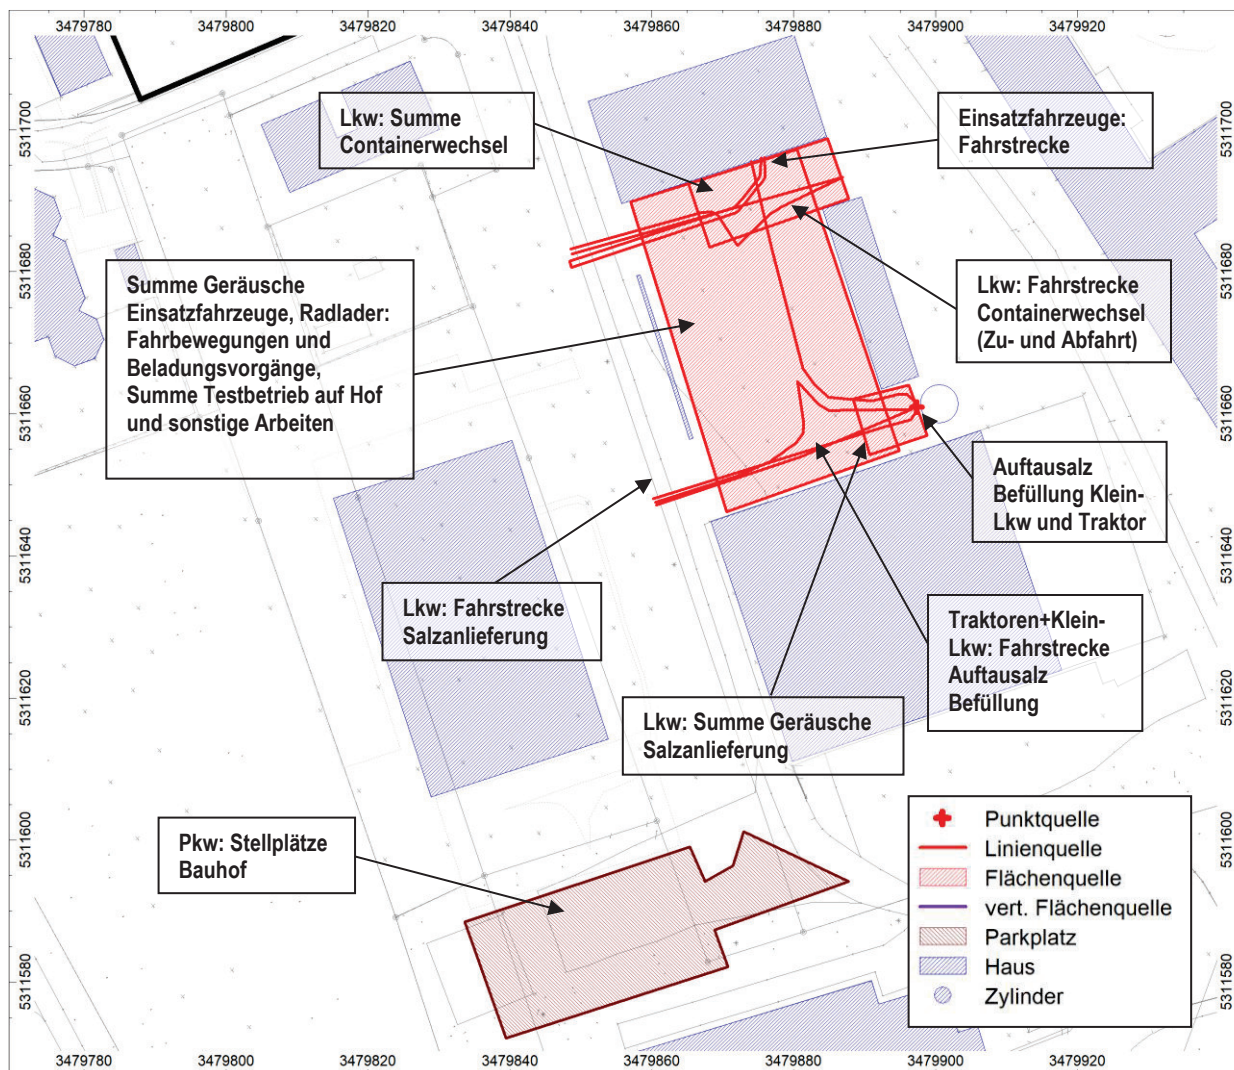 3479780 3479800 3479820 3479840 3479860 3479880 3479900 3479920
5311700
5311680
5311660
5311640
5311620
5311600
5311580
Lkw: Summe
Containerwechsel
Einsatzfahrzeuge:
Fahrstrecke
Summe Geräusche
Einsatzfahrzeuge, Radlader:
Fahrbewegungen und
Beladungsvorgänge,
Summe Testbetrieb auf Hof
und sonstige Arbeiten
Lkw: Fahrstrecke
Containerwechsel
(Zu- und Abfahrt)
Auftausalz
Befüllung Klein-
Lkw und Traktor
Lkw: Fahrstrecke
Salzanlieferung
Traktoren+Klein-
Lkw: Fahrstrecke
Auftausalz
Befüllung
Lkw: Summe Geräusche
Salzanlieferung
Pkw: Stellplätze
Bauhof
Punktquelle
Linienquelle
Flächenquelle
vert. Flächenquelle
Parkplatz
Haus
Zylinder
5311700
5311680
5311660
5311640
5311620
5311600
5311580
3479780 3479800 3479820 3479840 3479860 3479880 3479900 3479920